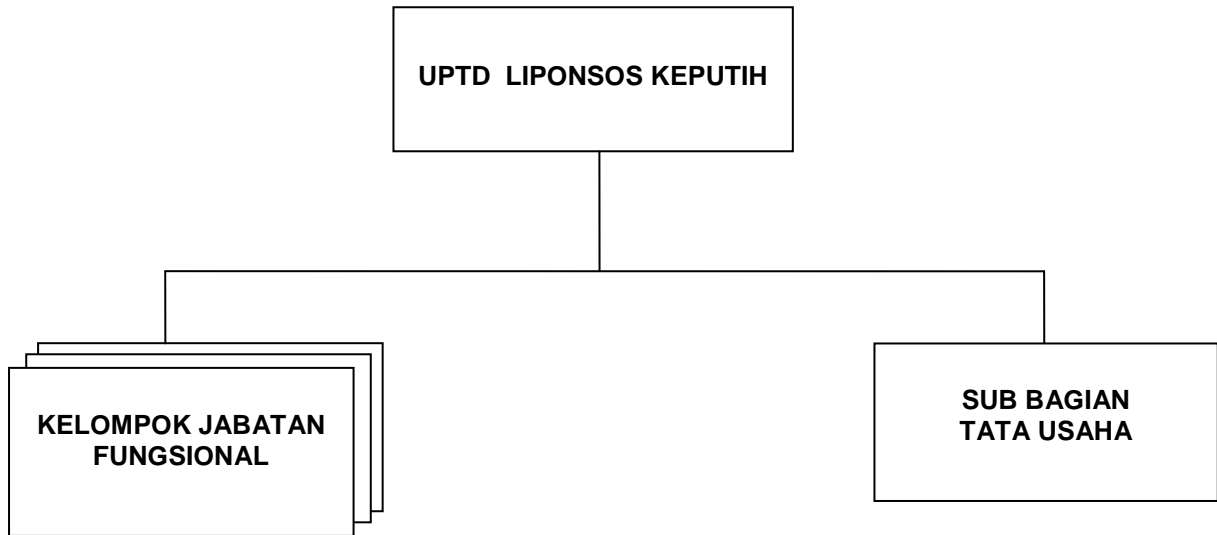 UPTD LIPONSOS KEPUTIH
KELOMPOK JABATAN
FUNGSIONAL
SUB BAGIAN
TATA USAHA